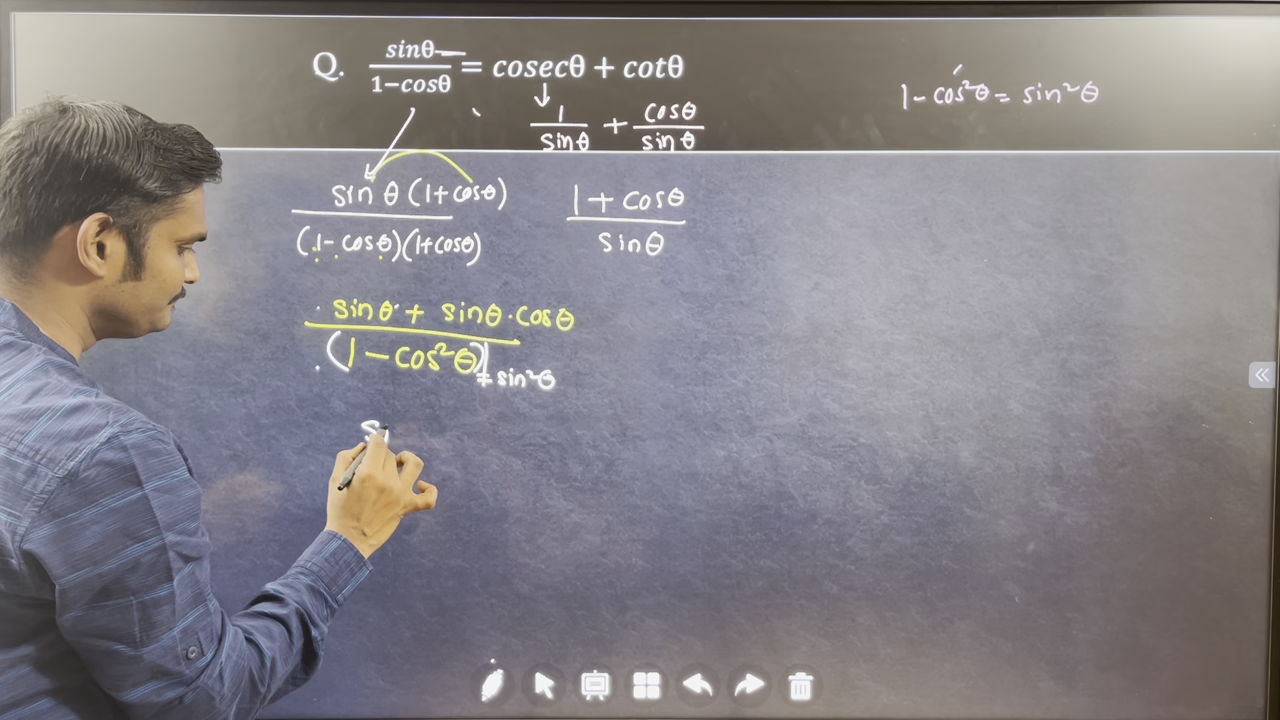 Q. sinθ/1−cosθ = cosecθ + cotθ
1 - cos²θ = sin²θ
1/sinθ + cosθ/sinθ
sinθ(1+cosθ)/(1-cosθ)(1+cosθ)
1 + cosθ/sinθ
sinθ + sinθ·cosθ/(1 - cos²θ)
= sin²θ